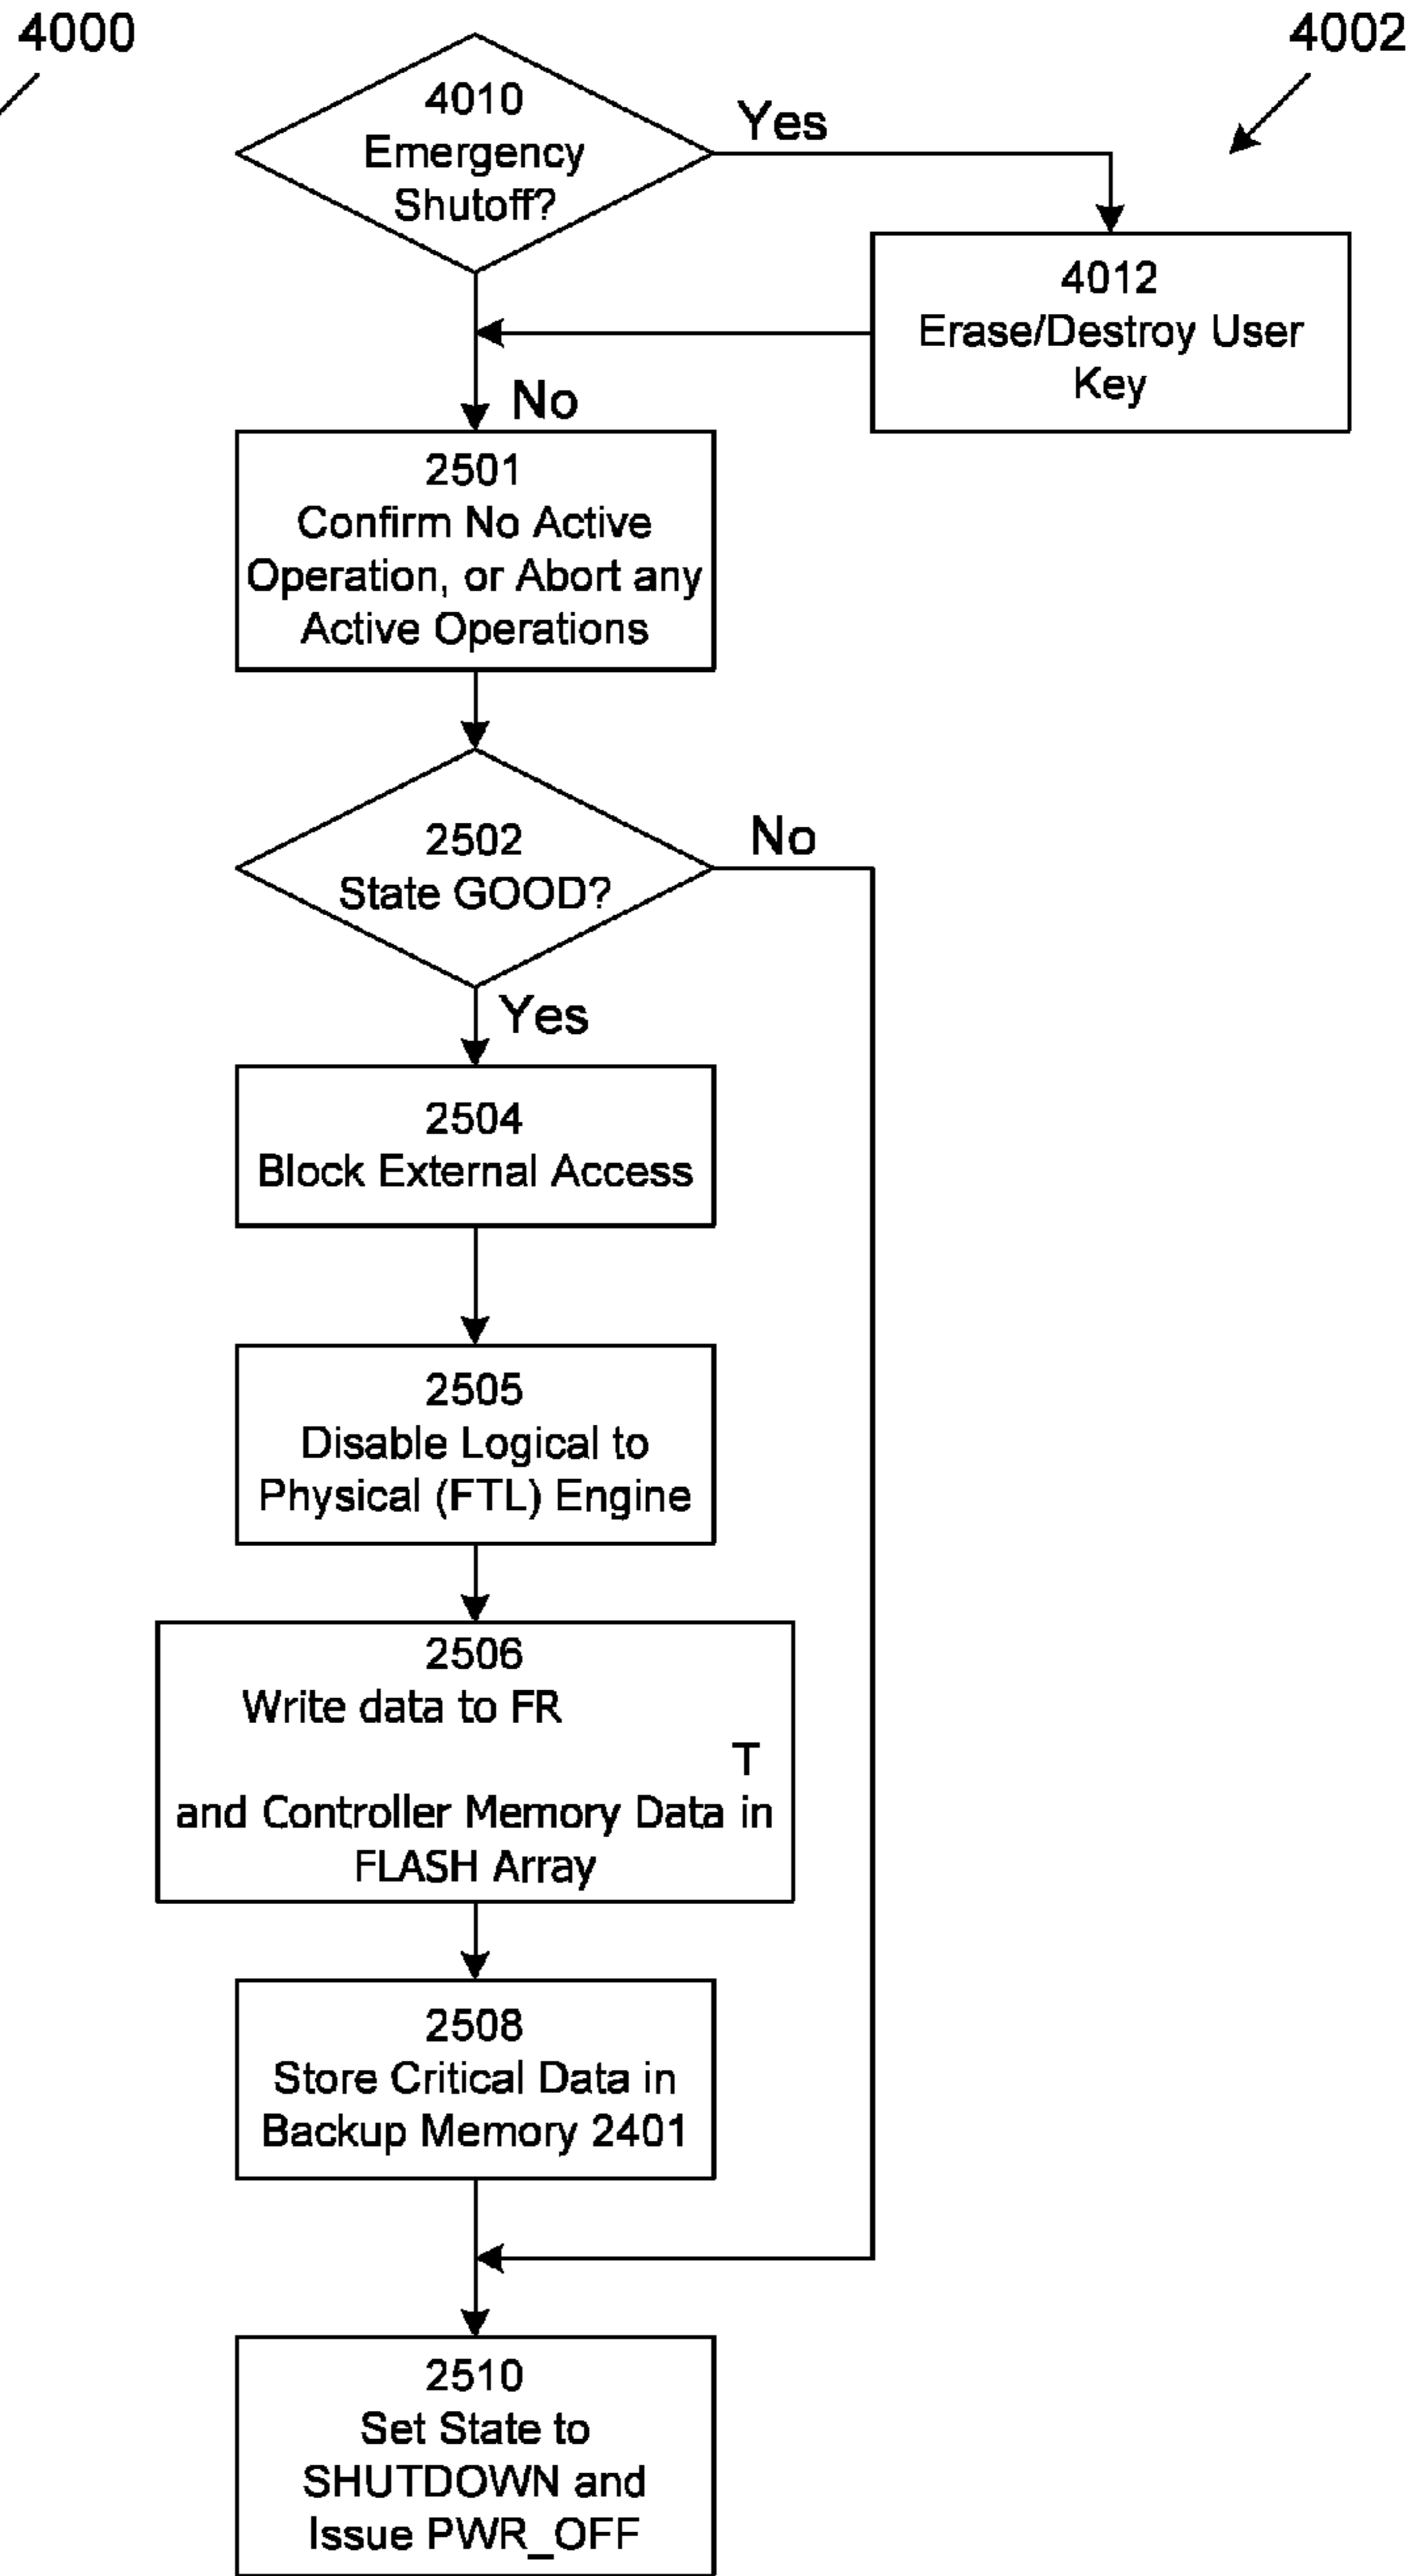 4000
4002
4010
Emergency
Shutoff?
Yes
4012
Erase/Destroy User
Key
No
2501
Confirm No Active
Operation, or Abort any
Active Operations
2502
State GOOD?
No
Yes
2504
Block External Access
2505
Disable Logical to
Physical (FTL) Engine
2506
Write data to FR
T
and Controller Memory Data in
FLASH Array
2508
Store Critical Data in
Backup Memory 2401
2510
Set State to
SHUTDOWN and
Issue PWR_OFF